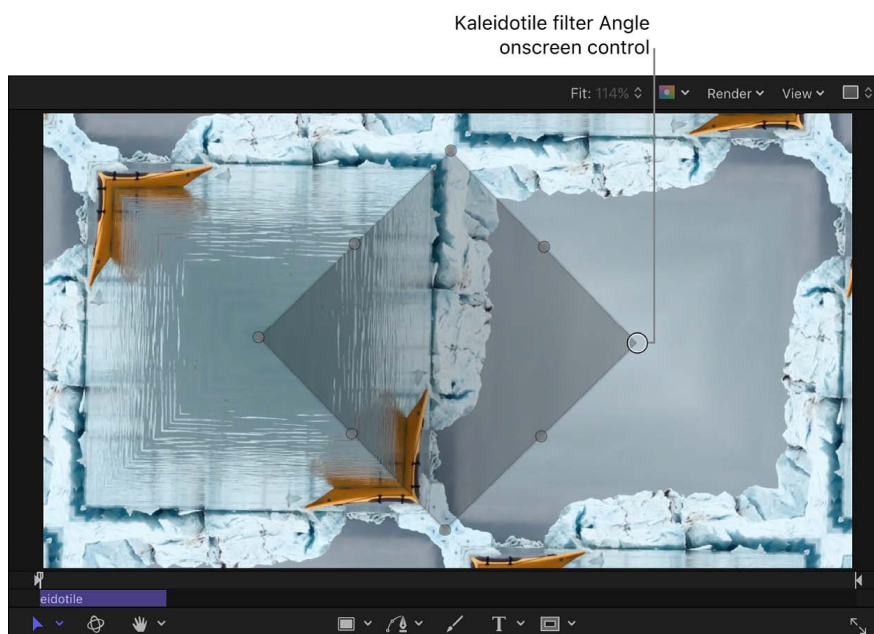 Kaleidotile filter Angle
onscreen control
Fit: 114% Render View
eidotile
T